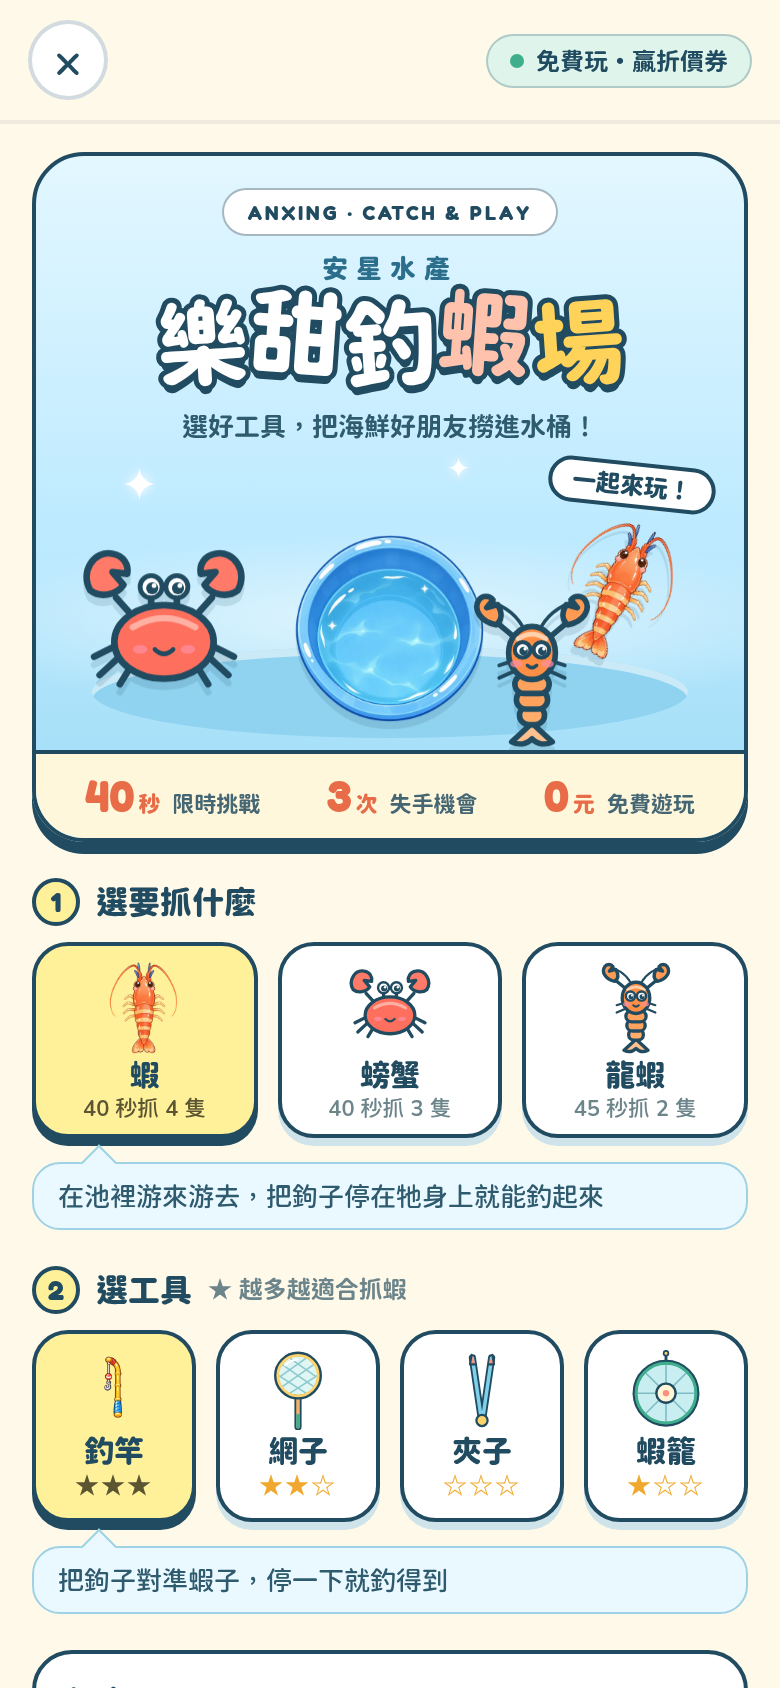 免費玩・贏折價券
ANXING · CATCH & PLAY
安星水產
樂甜釣蝦場
選好工具，把海鮮好朋友撈進水桶！
一起來玩！
40秒 限時挑戰 3次 失手機會 0元 免費遊玩
1 選要抓什麼
蝦 螃蟹 龍蝦
40 秒抓 4 隻 40 秒抓 3 隻 45 秒抓 2 隻
在池裡游來游去，把鉤子停在牠身上就能釣起來
2 選工具 ★ 越多越適合抓蝦
釣竿 網子 夾子 蝦籠
★★★ ★★☆ ☆☆☆ ★☆☆
把鉤子對準蝦子，停一下就釣得到